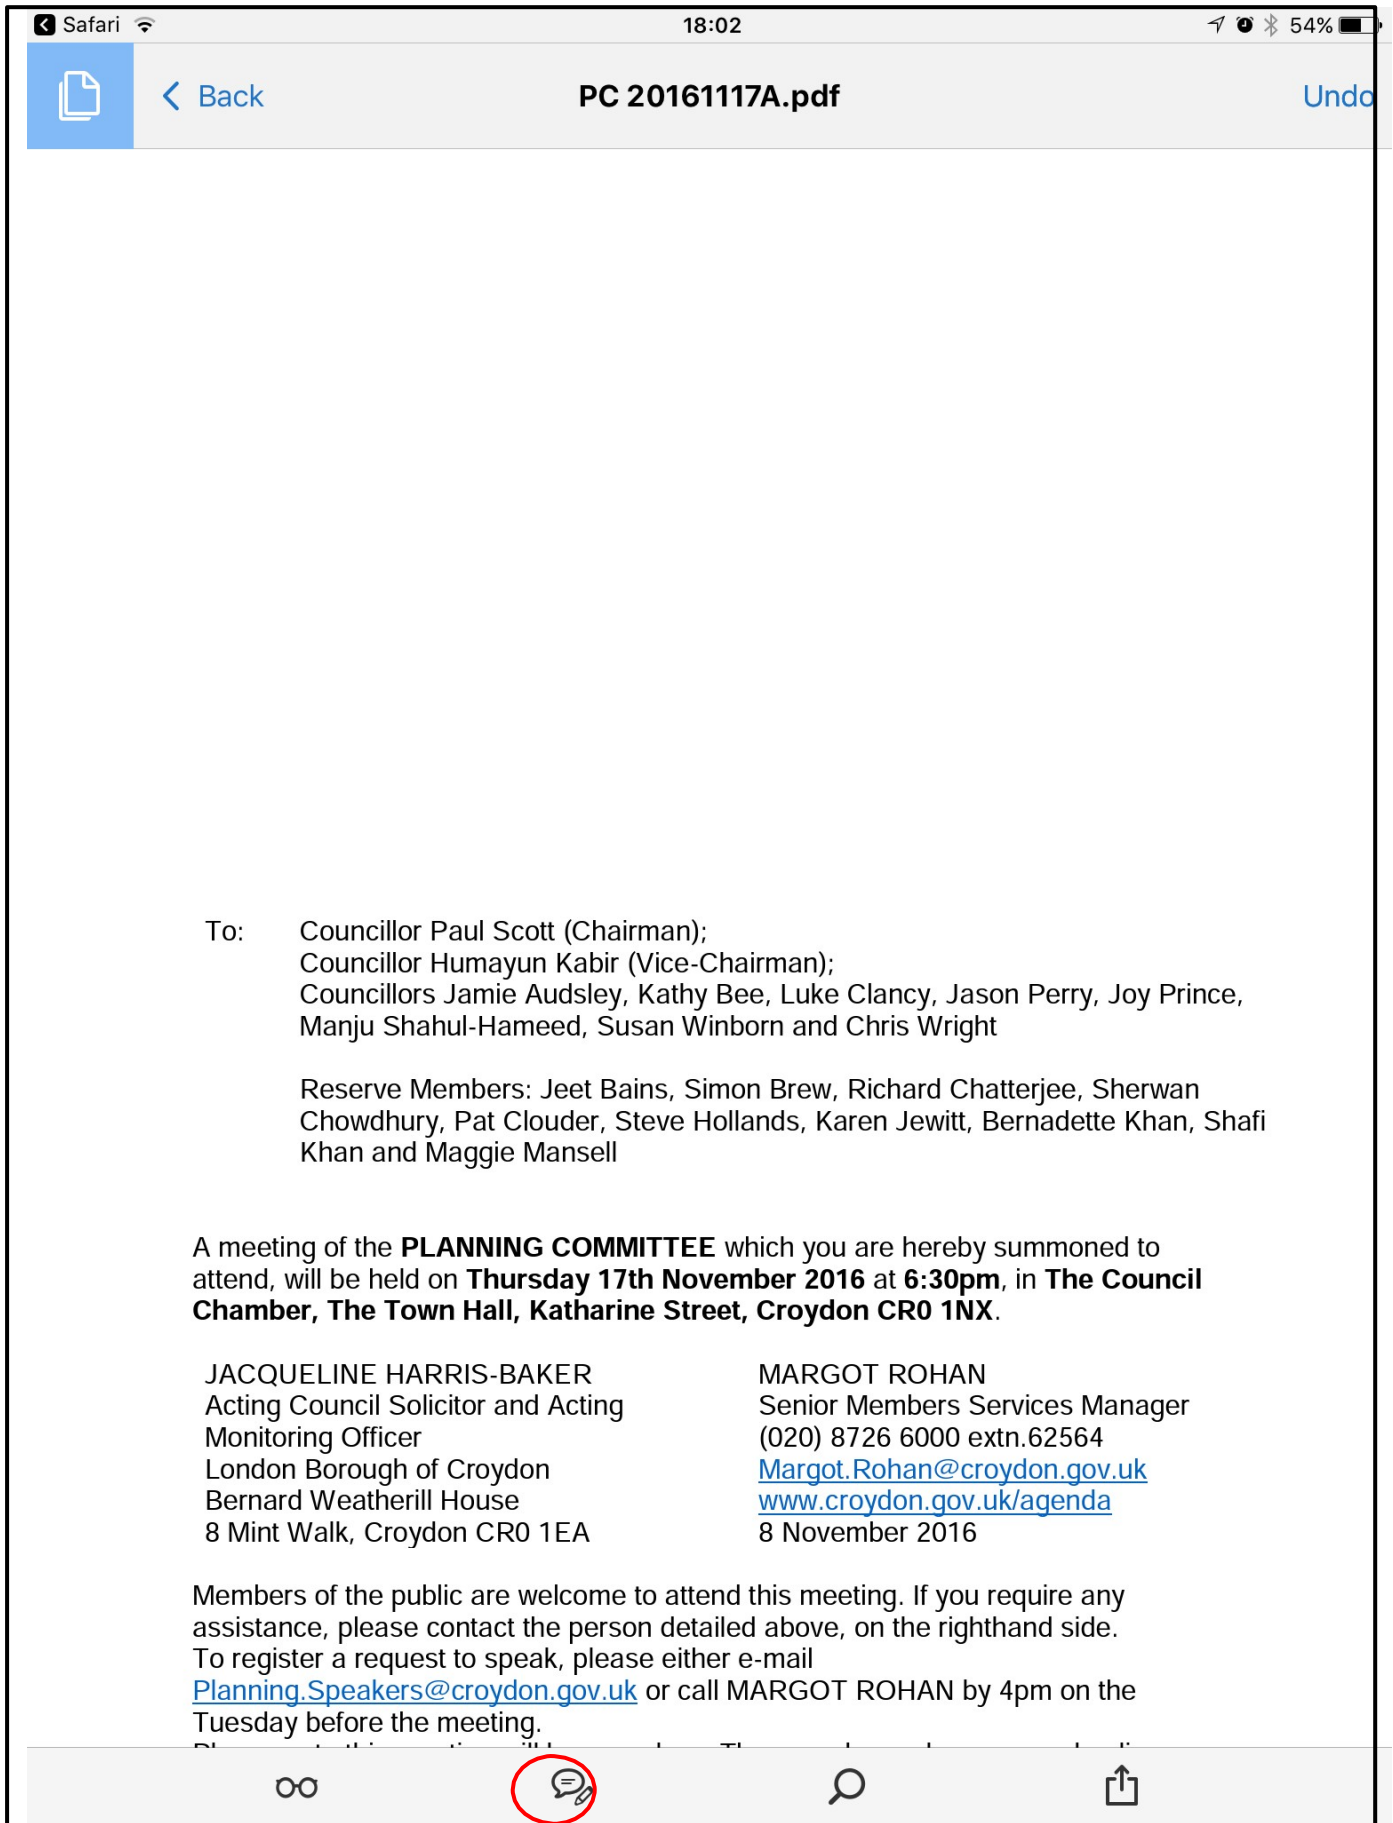 Safari 18:02 54%
Back PC 20161117A.pdf Undo
To: Councillor Paul Scott (Chairman);
Councillor Humayun Kabir (Vice-Chairman);
Councillors Jamie Audsley, Kathy Bee, Luke Clancy, Jason Perry, Joy Prince,
Manju Shahul-Hameed, Susan Winborn and Chris Wright
Reserve Members: Jeet Bains, Simon Brew, Richard Chatterjee, Sherwan
Chowdhury, Pat Clouder, Steve Hollands, Karen Jewitt, Bernadette Khan, Shafi
Khan and Maggie Mansell
A meeting of the PLANNING COMMITTEE which you are hereby summoned to
attend, will be held on Thursday 17th November 2016 at 6:30pm, in The Council
Chamber, The Town Hall, Katharine Street, Croydon CR0 1NX.
JACQUELINE HARRIS-BAKER
Acting Council Solicitor and Acting
Monitoring Officer
London Borough of Croydon
Bernard Weatherill House
8 Mint Walk, Croydon CR0 1EA
MARGOT ROHAN
Senior Members Services Manager
(020) 8726 6000 extn.62564
Margot.Rohan@croydon.gov.uk
www.croydon.gov.uk/agenda
8 November 2016
Members of the public are welcome to attend this meeting. If you require any
assistance, please contact the person detailed above, on the righthand side.
To register a request to speak, please either e-mail
Planning.Speakers@croydon.gov.uk or call MARGOT ROHAN by 4pm on the
Tuesday before the meeting.